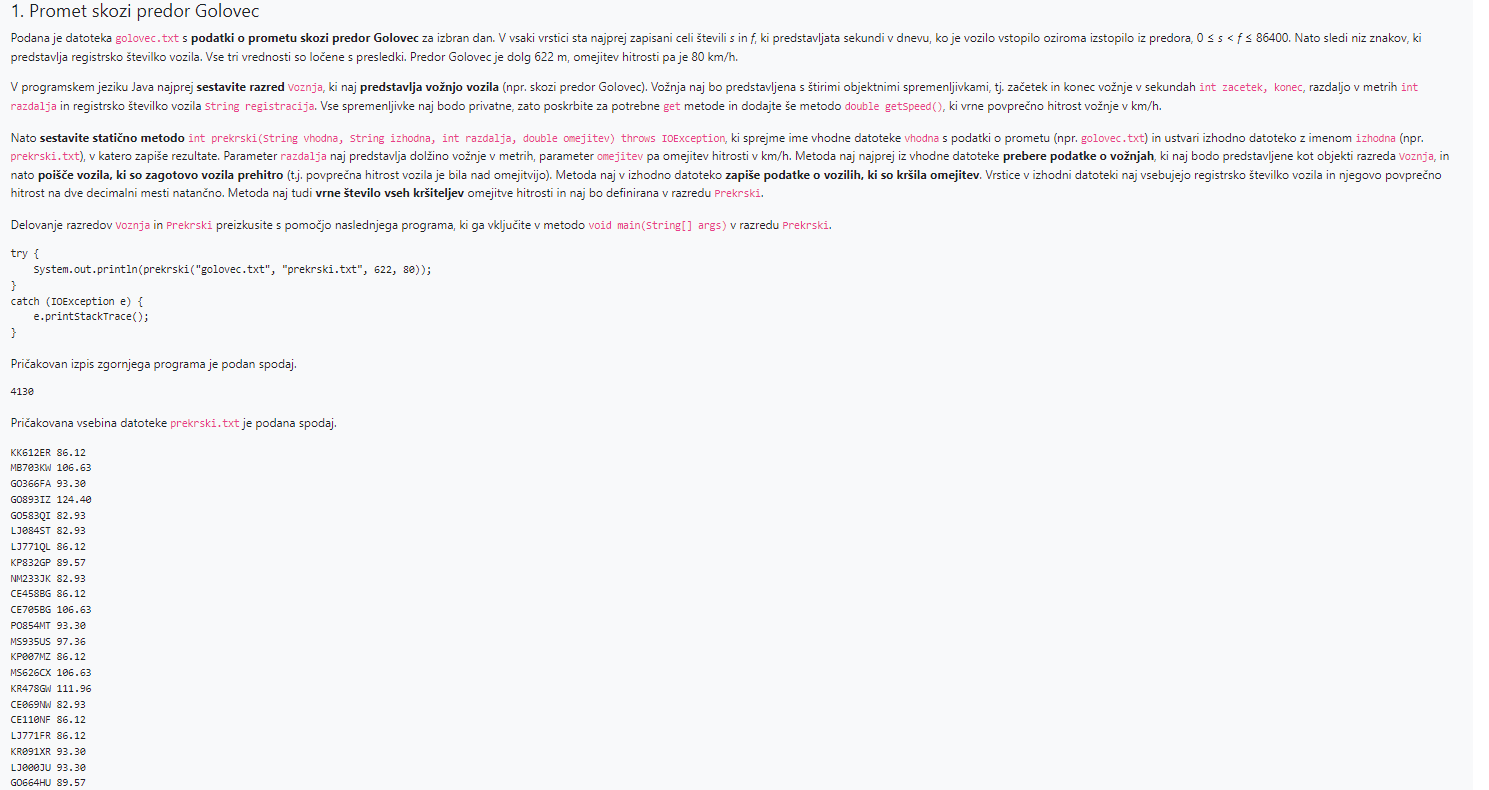 1. Promet skozi predor Golovec
Podana je datoteka golovec.txt s podatki o prometu skozi predor Golovec za izbran dan. V vsaki vrstici sta najprej zapisani celi števili s in f, ki predstavljata sekundi v dnevu, ko je vozilo vstopilo oziroma izstopilo iz predora, 0 ≤ s < f ≤ 86400. Nato sledi niz znakov, ki
predstavlja registrsko številko vozila. Vse tri vrednosti so ločene s presledki. Predor Golovec je dolg 622 m, omejitev hitrosti pa je 80 km/h.
V programskem jeziku Java najprej sestavite razred Voznja, ki naj predstavlja vožnjo vozila (npr. skozi predor Golovec). Vožnja naj bo predstavljena s štirimi objektnimi spremenljivkami, tj. začetek in konec vožnje v sekundah int zacetek, konec, razdaljo v metrih int
razdalja in registrsko številko vozila String registracija. Vse spremenljivke naj bodo privatne, zato poskrbite za potrebne get metode in dodajte še metodo double getSpeed(), ki vrne povprečno hitrost vožnje v km/h.
Nato sestavite statično metodo int prekrski(String vhodna, String izhodna, int razdalja, double omejitev) throws IOException, ki sprejme ime vhodne datoteke vhodna s podatki o prometu (npr. golovec.txt) in ustvari izhodno datoteko z imenom izhodna (npr.
prekrski.txt), v katero zapiše rezultate. Parameter razdalja naj predstavlja dolžino vožnje v metrih, parameter omejitev pa omejitev hitrosti v km/h. Metoda naj najprej iz vhodne datoteke prebere podatke o vožnjah, ki naj bodo predstavljene kot objekti razreda Voznja, in
nato poišče vozila, ki so zagotovo vozila prehitro (t.j. povprečna hitrost vozila je bila nad omejitvijo). Metoda naj v izhodno datoteko zapiše podatke o vozilih, ki so kršila omejitev. Vrstice v izhodni datoteki naj vsebujejo registrsko številko vozila in njegovo povprečno
hitrost na dve decimalni mesti natančno. Metoda naj tudi vrne število vseh kršiteljev omejitve hitrosti in naj bo definirana v razredu Prekrski.
Delovanje razredov Voznja in Prekrski preizkusite s pomočjo naslednjega programa, ki ga vključite v metodo void main(String[] args) v razredu Prekrski.
try {
System.out.println(prekrski("golovec.txt", "prekrski.txt", 622, 80));
}
catch (IOException e) {
e.printStackTrace();
}
Pričakovan izpis zgornjega programa je podan spodaj.
4130
Pričakovana vsebina datoteke prekrski.txt je podana spodaj.
KK612ER 86.12
MB703KW 106.63
GO366FA 93.30
GO893IZ 124.40
GO583QI 82.93
LJ084ST 82.93
LJ771QL 86.12
KP832GP 89.57
NM233JK 82.93
CE458BG 86.12
CE705BG 106.63
PO854MT 93.30
MS935US 97.36
KP007MZ 86.12
MS626CX 106.63
KR478GW 111.96
CE069NW 82.93
CE110NF 86.12
LJ771FR 86.12
KR091XR 93.30
LJ000JU 93.30
GO664HU 89.57